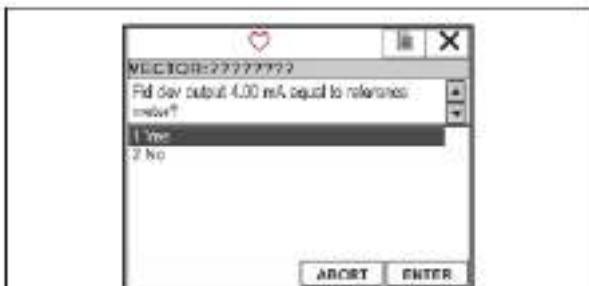 VECTOR:????????
Fld dev output 4.00 mA equal to reference
meter?
1 Yes
2 No
ABORT ENTER